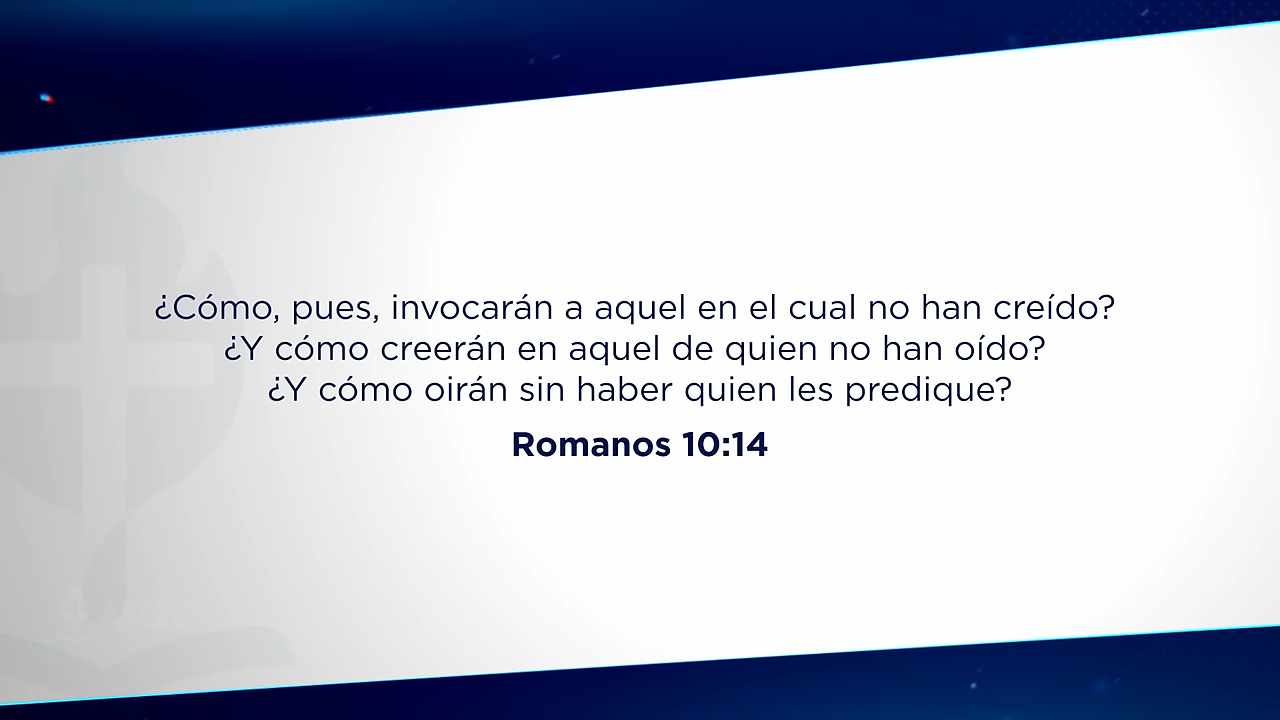 ¿Cómo, pues, invocarán a aquel en el cual no han creído?
¿Y cómo creerán en aquel de quien no han oído?
¿Y cómo oirán sin haber quien les predique?
Romanos 10:14